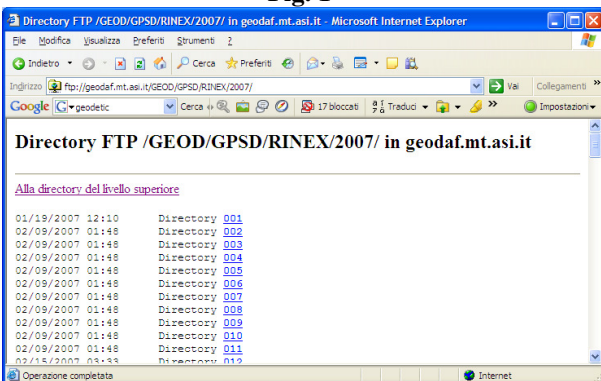 Directory FTP /GEOD/GPSD/RINEX/2007/ in geodaf.mt.asi.it - Microsoft Internet Explorer
File Modifica Visualizza Preferiti Strumenti ?
Indietro Cerca Preferiti
Indirizzo ftp://geodaf.mt.asi.it/GEOD/GPSD/RINEX/2007/ Vai Collegamenti »
Google G geodetic Cerca 17 bloccati Traduci » Impostazioni
Directory FTP /GEOD/GPSD/RINEX/2007/ in geodaf.mt.asi.it
Alla directory del livello superiore
01/19/2007 12:10 Directory 001
02/09/2007 01:48 Directory 002
02/09/2007 01:48 Directory 003
02/09/2007 01:48 Directory 004
02/09/2007 01:48 Directory 005
02/09/2007 01:48 Directory 006
02/09/2007 01:48 Directory 007
02/09/2007 01:48 Directory 008
02/09/2007 01:48 Directory 009
02/09/2007 01:48 Directory 010
02/09/2007 01:48 Directory 011
02/15/2007 03:33 Directory 012
Operazione completata Internet